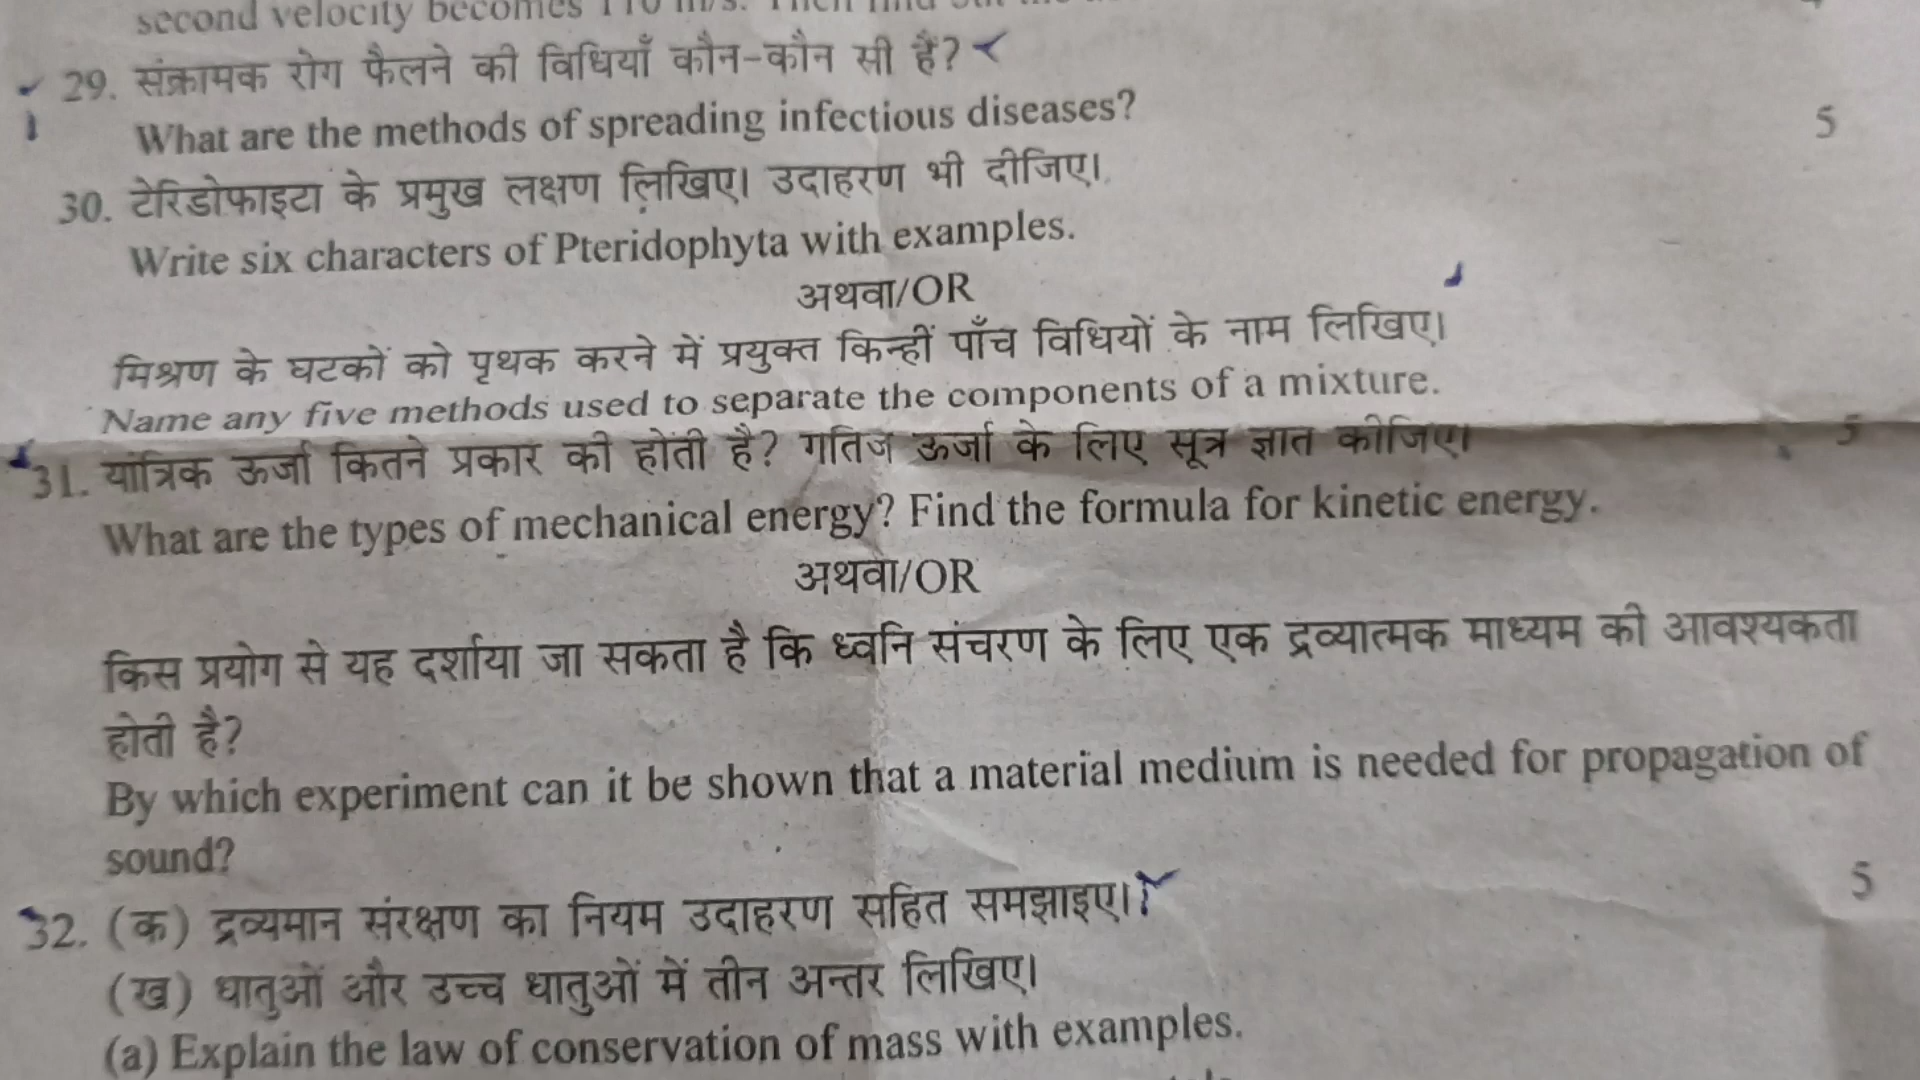 second velocity becomes 110 m/s. Then find
29. संक्रामक रोग फैलने की विधियाँ कौन-कौन सी हैं?
What are the methods of spreading infectious diseases?
5
30. टेरिडोफाइटा के प्रमुख लक्षण लिखिए। उदाहरण भी दीजिए।
Write six characters of Pteridophyta with examples.
अथवा/OR
मिश्रण के घटकों को पृथक करने में प्रयुक्त किन्हीं पाँच विधियों के नाम लिखिए।
Name any five methods used to separate the components of a mixture.
5
31. यांत्रिक ऊर्जा कितने प्रकार की होती है? गतिज ऊर्जा के लिए सूत्र ज्ञात कीजिए।
What are the types of mechanical energy? Find the formula for kinetic energy.
अथवा/OR
किस प्रयोग से यह दर्शाया जा सकता है कि ध्वनि संचरण के लिए एक द्रव्यात्मक माध्यम की आवश्यकता
होती है?
By which experiment can it be shown that a material medium is needed for propagation of
sound?
5
32. (क) द्रव्यमान संरक्षण का नियम उदाहरण सहित समझाइए।
(ख) धातुओं और उच्च धातुओं में तीन अन्तर लिखिए।
(a) Explain the law of conservation of mass with examples.